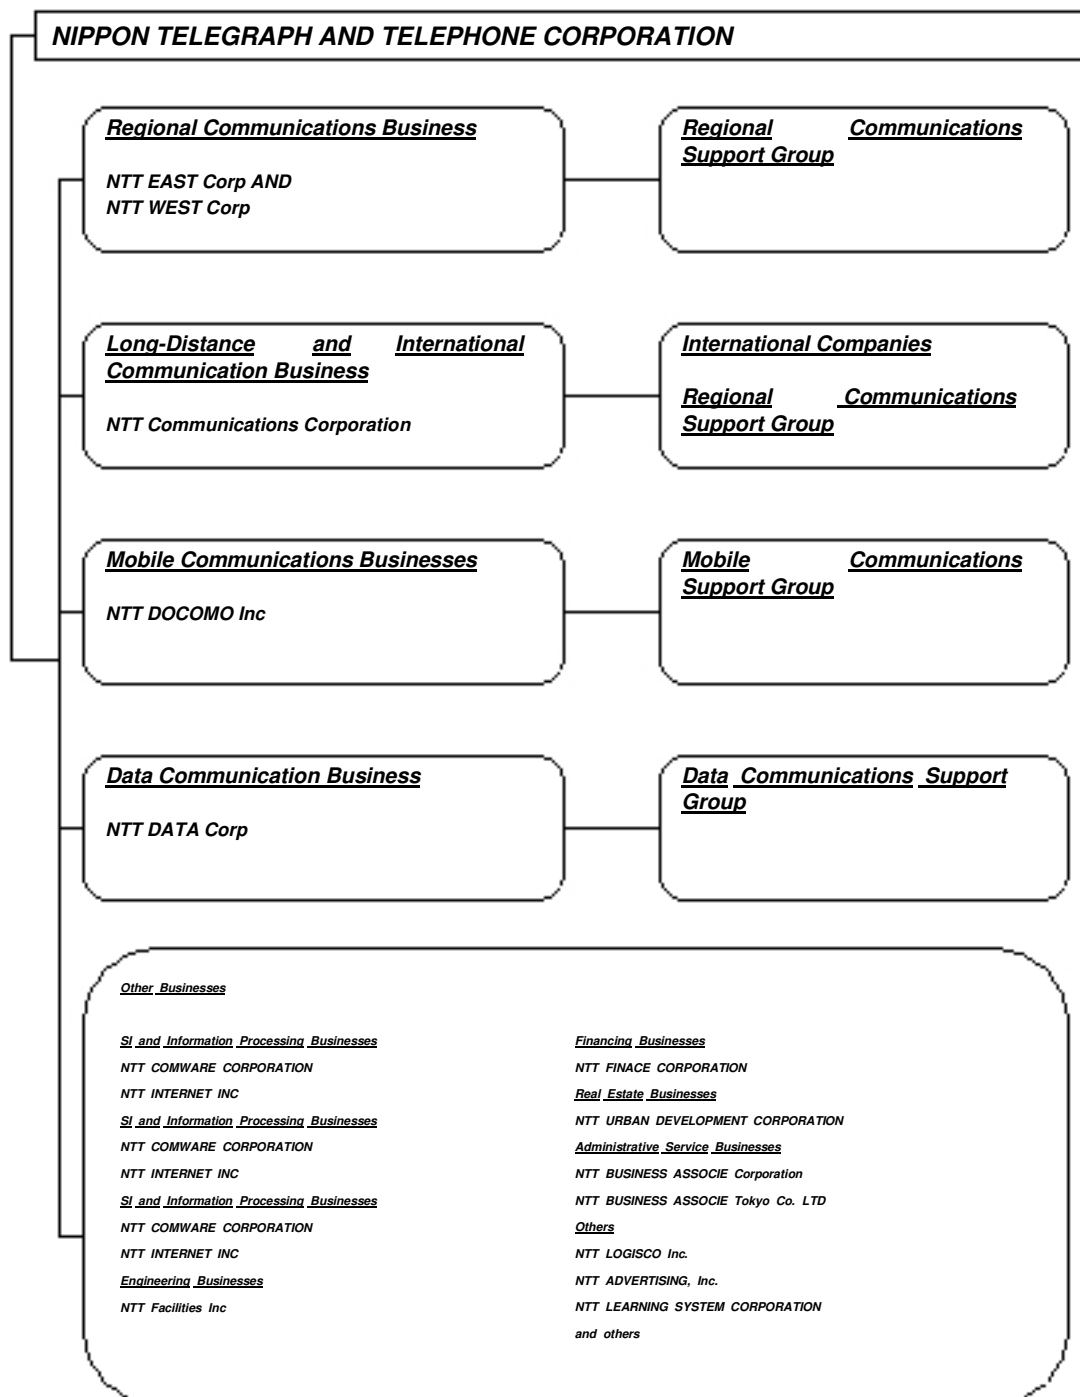 NIPPON TELEGRAPH AND TELEPHONE CORPORATION
Regional Communications Business
NTT EAST Corp AND
NTT WEST Corp
Regional Communications
Support Group
Long-Distance and International
Communication Business
NTT Communications Corporation
International Companies
Regional Communications
Support Group
Mobile Communications Businesses
NTT DOCOMO Inc
Mobile Communications
Support Group
Data Communication Business
NTT DATA Corp
Data Communications Support
Group
Other Businesses
SI and Information Processing Businesses
NTT COMWARE CORPORATION
NTT INTERNET INC
SI and Information Processing Businesses
NTT COMWARE CORPORATION
NTT INTERNET INC
SI and Information Processing Businesses
NTT COMWARE CORPORATION
NTT INTERNET INC
Engineering Businesses
NTT Facilities Inc
Financing Businesses
NTT FINACE CORPORATION
Real Estate Businesses
NTT URBAN DEVELOPMENT CORPORATION
Administrative Service Businesses
NTT BUSINESS ASSOCIE Corporation
NTT BUSINESS ASSOCIE Tokyo Co. LTD
Others
NTT LOGISCO Inc.
NTT ADVERTISING, Inc.
NTT LEARNING SYSTEM CORPORATION
and others